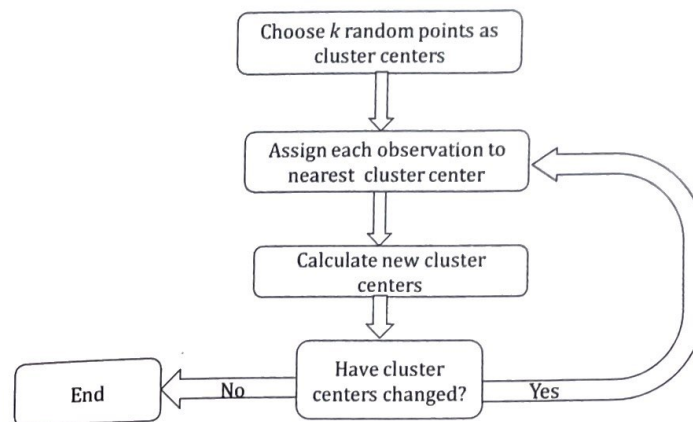 Choose k random points as
cluster centers
Assign each observation to
nearest cluster center
Calculate new cluster
centers
Have cluster
centers changed?
End
No
Yes